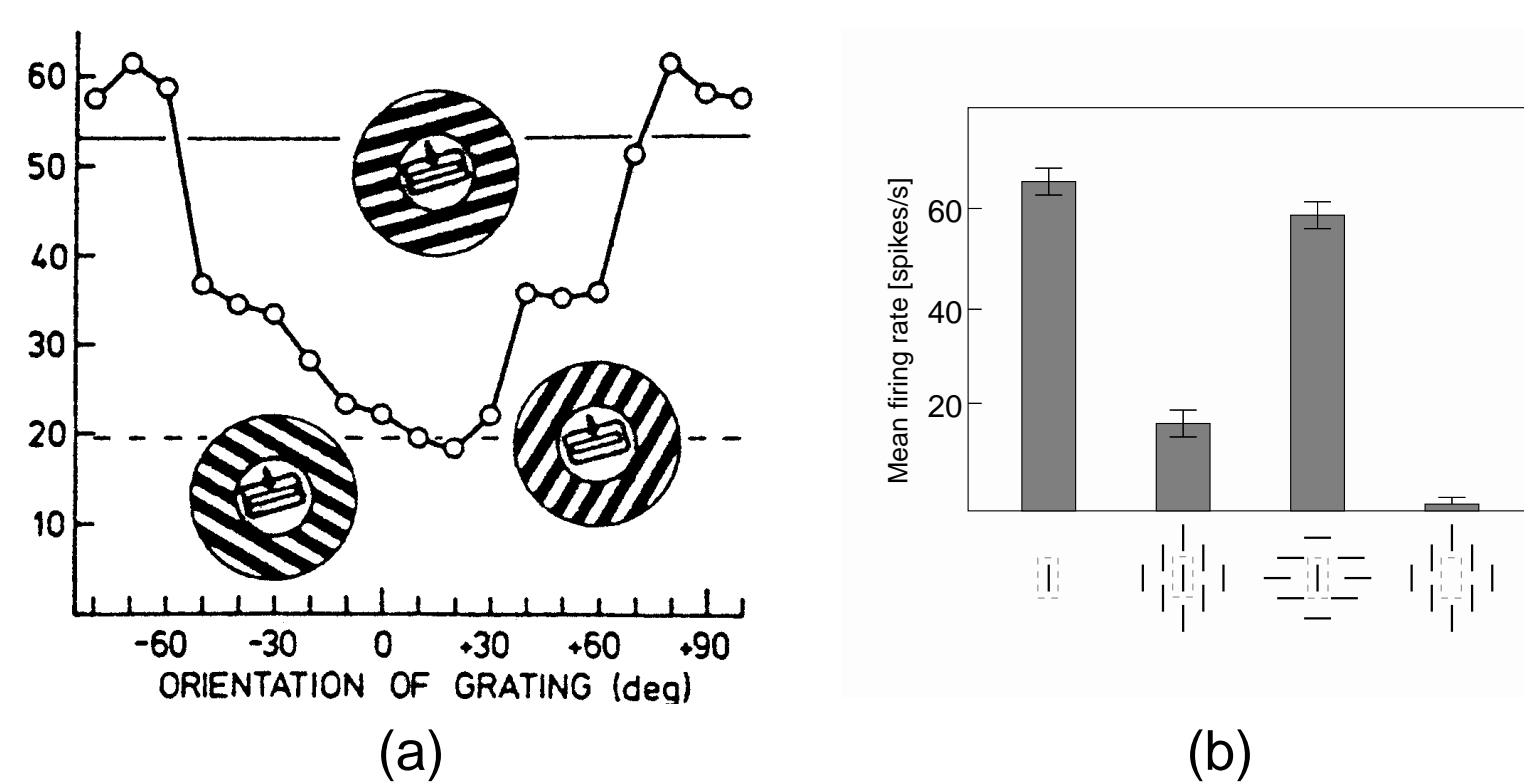 60
50
40
30
20
10
-60 -30 0 +30 +60 +90
ORIENTATION OF GRATING (deg)
(a)
Mean firing rate [spikes/s]
60
40
20
(b)